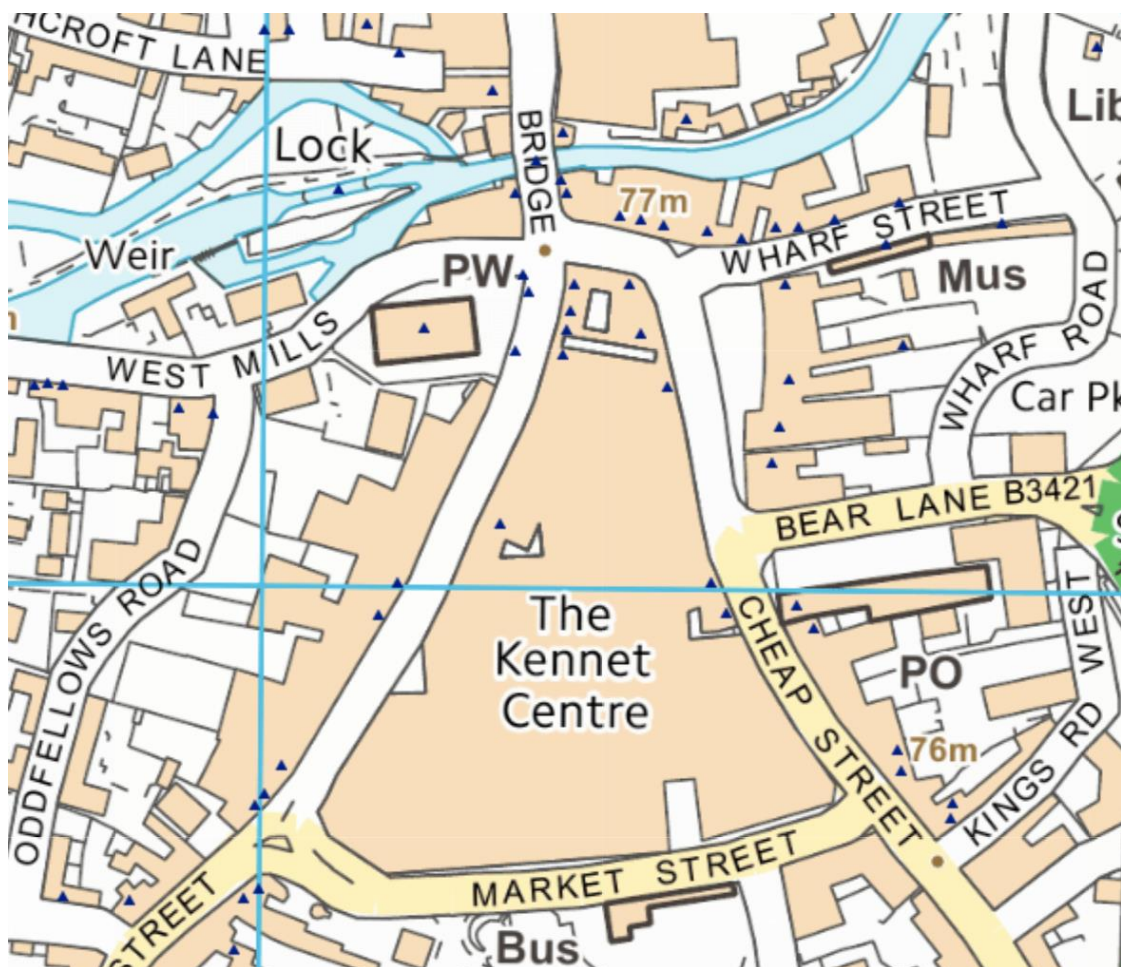 HCROFT LANE
Lib
Lock
BRIDGE
77m
WHARF STREET
Weir
PW
Mus
WHARF ROAD
WEST MILLS
Car Pk
BEAR LANE B3421
ODDFELLOWS ROAD
The
Kennet
Centre
CHEAP STREET
WEST
PO
76m
KINGS RD
MARKET STREET
STREET
Bus